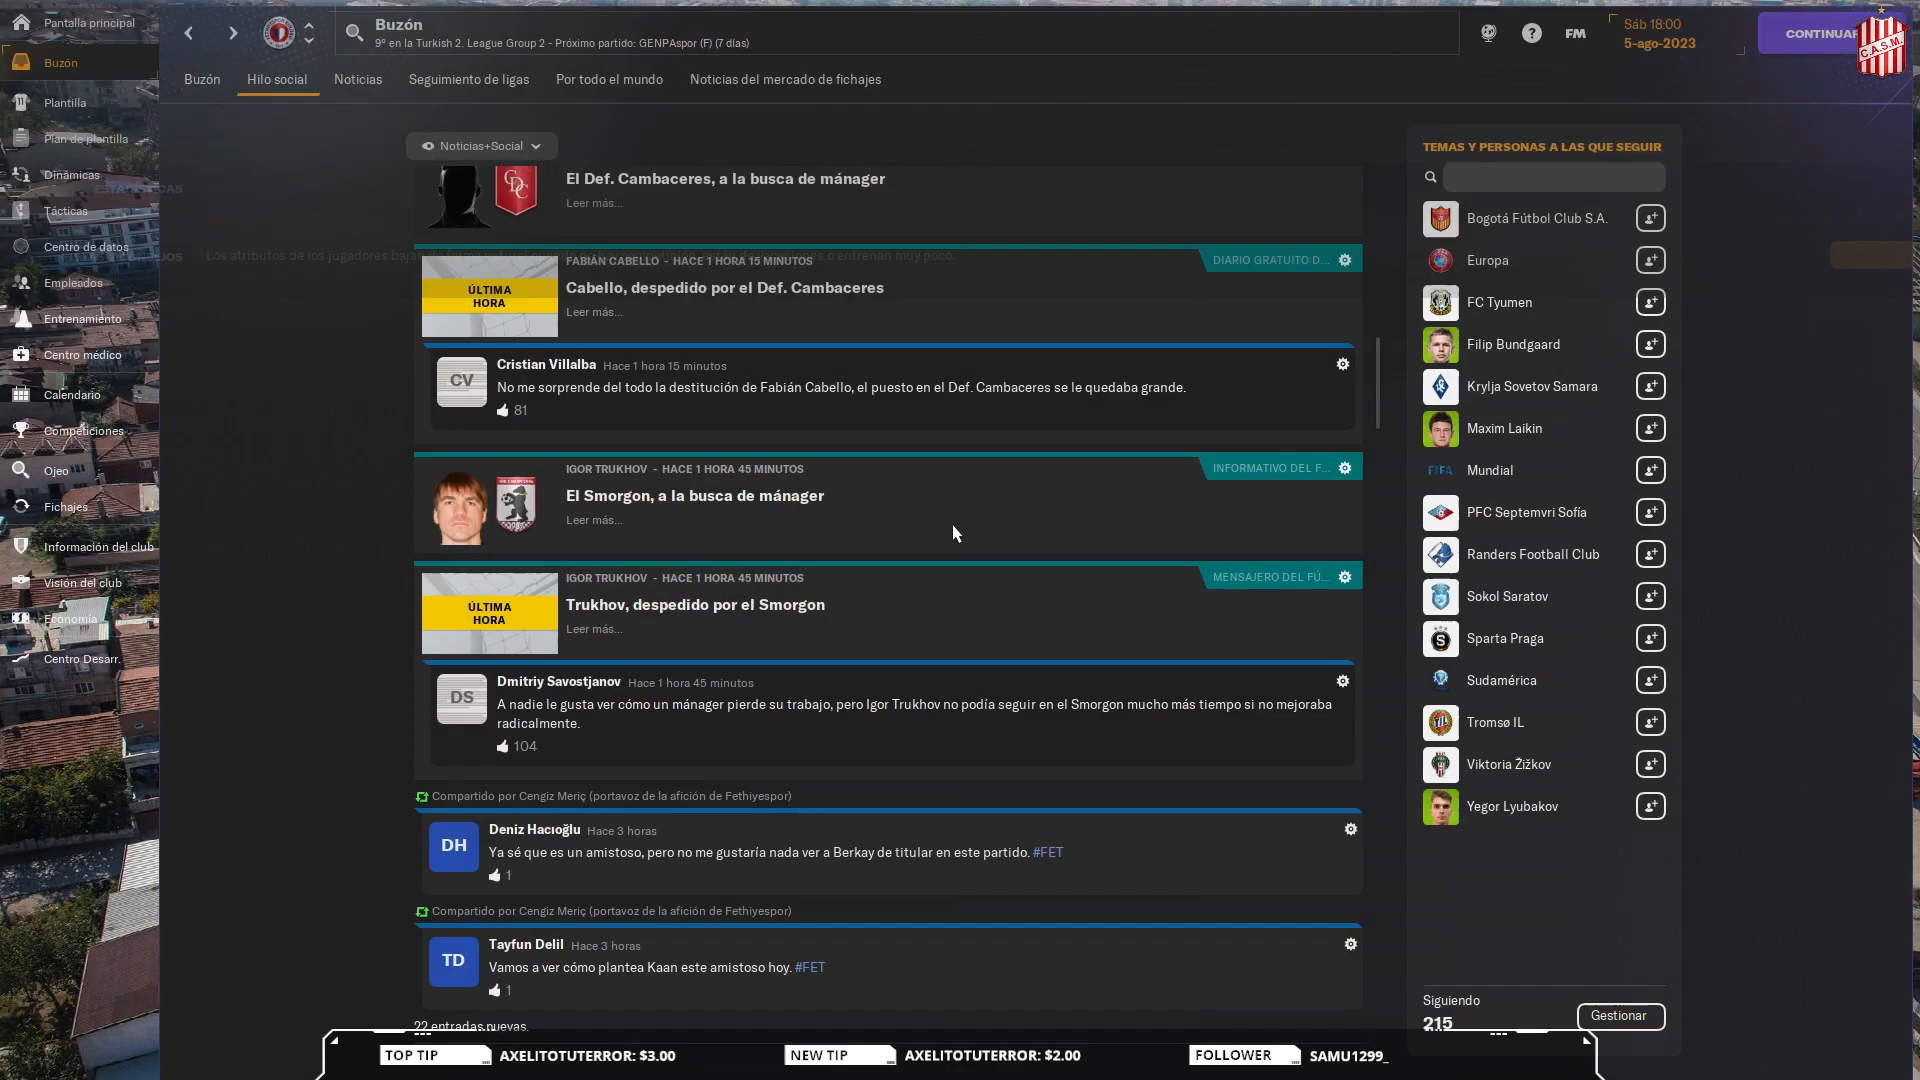 Pantalla principal
Buzón
Plantilla
Plan de plantilla
Dinámicas
Tácticas
Centro de datos
Empleados
Entrenamiento
Centro médico
Calendario
Competiciones
Ojeo
Fichajes
Información del club
Visión del club
Economía
Centro Desarr.
Buzón
9º en la Turkish 2. League Group 2 - Próximo partido: GENPAspor (F) (7 días)
FM
Sáb 18:00
5-ago-2023
CONTINUAR
C.A.S.M.
Buzón
Hilo social
Noticias
Seguimiento de ligas
Por todo el mundo
Noticias del mercado de fichajes
Noticias+Social
ESTADÍSTICAS
Los atributos de los jugadores bajan
o entrenan muy poco.
El Def. Cambaceres, a la busca de mánager
Leer más...
FABIÁN CABELLO - HACE 1 HORA 15 MINUTOS
DIARIO GRATUITO D...
ÚLTIMA
HORA
Cabello, despedido por el Def. Cambaceres
Leer más...
CV
Cristian Villalba Hace 1 hora 15 minutos
No me sorprende del todo la destitución de Fabián Cabello, el puesto en el Def. Cambaceres se le quedaba grande.
81
IGOR TRUKHOV - HACE 1 HORA 45 MINUTOS
INFORMATIVO DEL F...
El Smorgon, a la busca de mánager
Leer más...
IGOR TRUKHOV - HACE 1 HORA 45 MINUTOS
MENSAJERO DEL FÚ...
ÚLTIMA
HORA
Trukhov, despedido por el Smorgon
Leer más...
DS
Dmitriy Savostjanov Hace 1 hora 45 minutos
A nadie le gusta ver cómo un mánager pierde su trabajo, pero Igor Trukhov no podía seguir en el Smorgon mucho más tiempo si no mejoraba
radicalmente.
104
Compartido por Cengiz Meriç (portavoz de la afición de Fethiyespor)
DH
Deniz Hacıoğlu Hace 3 horas
Ya sé que es un amistoso, pero no me gustaría nada ver a Berkay de titular en este partido. #FET
1
Compartido por Cengiz Meriç (portavoz de la afición de Fethiyespor)
TD
Tayfun Delil Hace 3 horas
Vamos a ver cómo plantea Kaan este amistoso hoy. #FET
1
22 entradas nuevas.
TEMAS Y PERSONAS A LAS QUE SEGUIR
Bogotá Fútbol Club S.A.
Europa
FC Tyumen
Filip Bundgaard
Krylja Sovetov Samara
Maxim Laikin
FIFA
Mundial
PFC Septemvri Sofía
Randers Football Club
Sokol Saratov
Sparta Praga
Sudamérica
Tromsø IL
Viktoria Žižkov
Yegor Lyubakov
Siguiendo
215
Gestionar
TOP TIP
AXELITOTUTERROR: $3.00
NEW TIP
AXELITOTUTERROR: $2.00
FOLLOWER
SAMU1299_